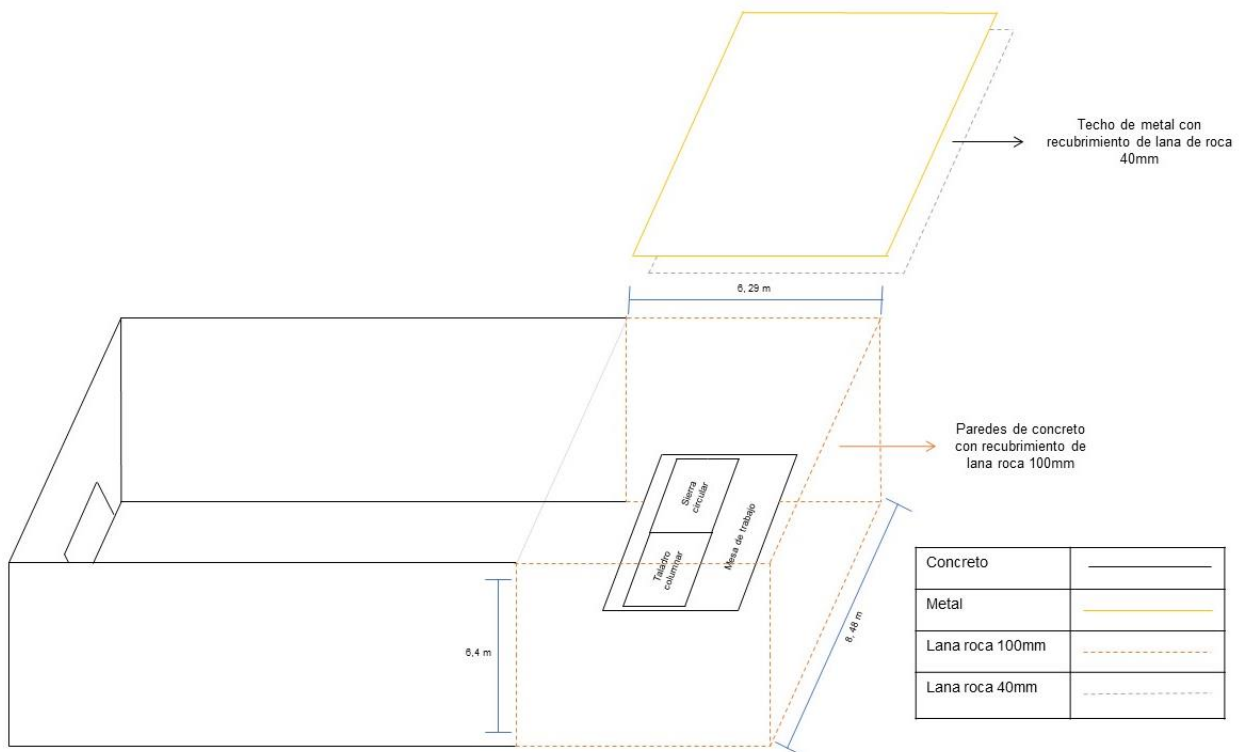 Techo de metal con
recubrimiento de lana de roca
40mm
6, 29 m
Paredes de concreto
con recubrimiento de
lana roca 100mm
Sierra
circular
Mesa de trabajo
Taladro
columnar
6,4 m
8, 48 m
Concreto
Metal
Lana roca 100mm
Lana roca 40mm